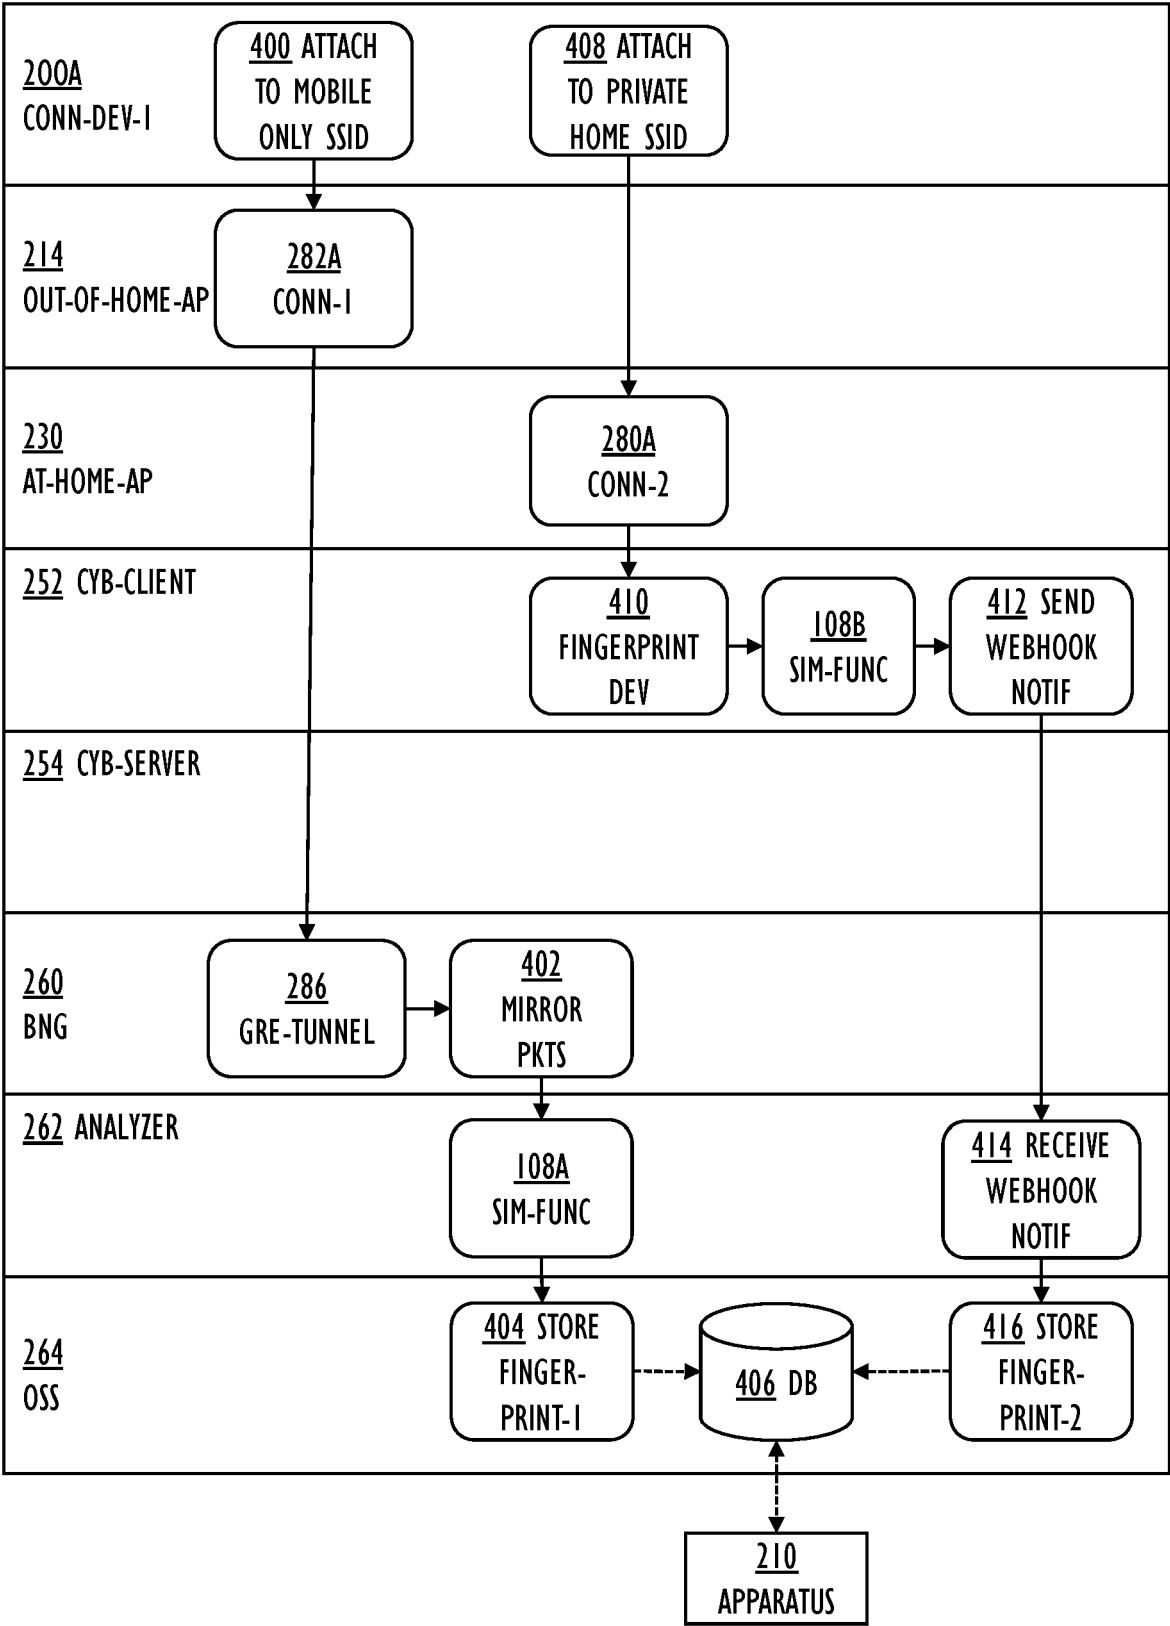 200A
CONN-DEV-1
400 ATTACH
TO MOBILE
ONLY SSID
408 ATTACH
TO PRIVATE
HOME SSID
214
OUT-OF-HOME-AP
282A
CONN-1
230
AT-HOME-AP
280A
CONN-2
252 CYB-CLIENT
410
FINGERPRINT
DEV
108B
SIM-FUNC
412 SEND
WEBHOOK
NOTIF
254 CYB-SERVER
260
BNG
286
GRE-TUNNEL
402
MIRROR
PKTS
262 ANALYZER
108A
SIM-FUNC
414 RECEIVE
WEBHOOK
NOTIF
264
OSS
404 STORE
FINGER-
PRINT-1
406 DB
416 STORE
FINGER-
PRINT-2
210
APPARATUS